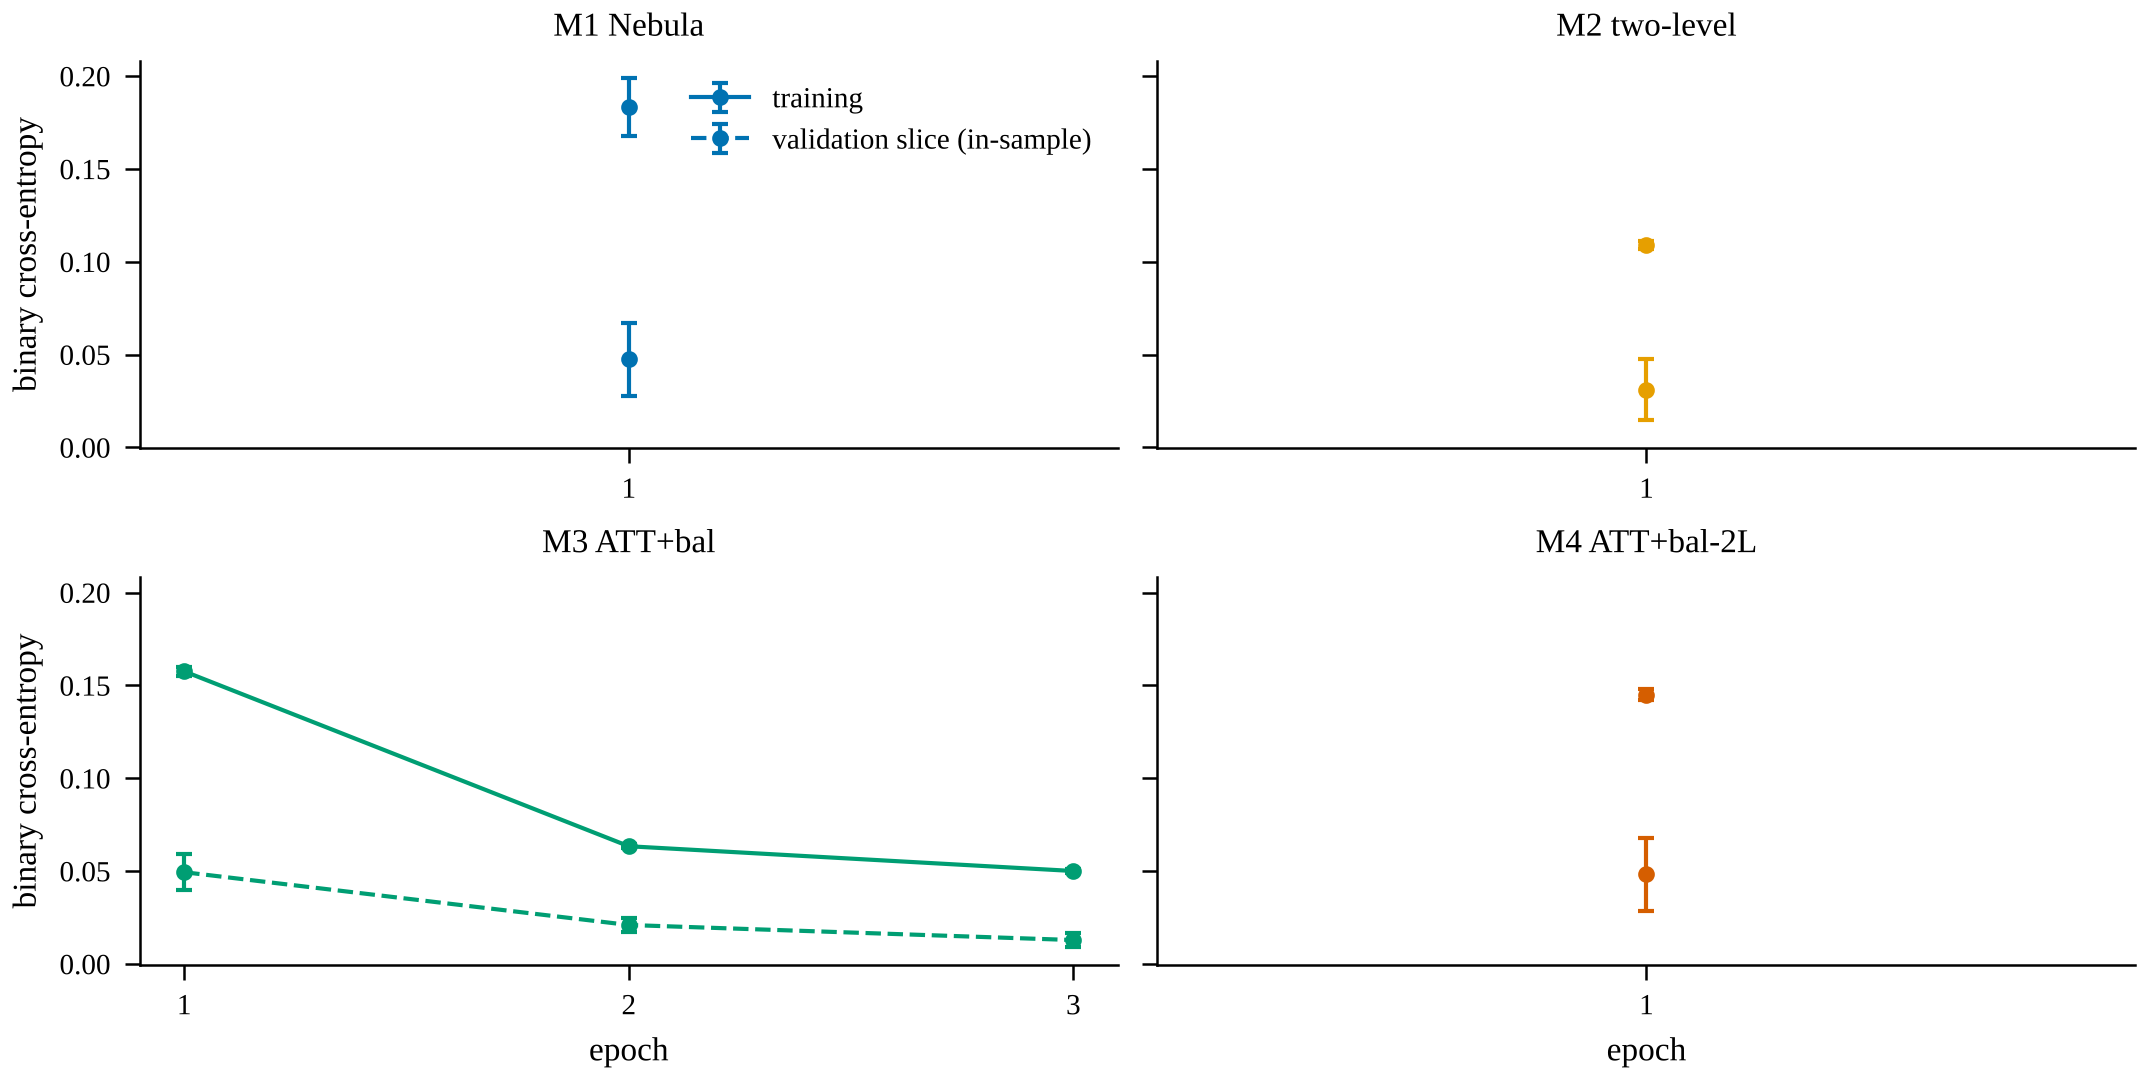 M1 Nebula
M2 two-level
0.20
0.15
0.10
0.05
0.00
binary cross-entropy
training
validation slice (in-sample)
1
1
M3 ATT+bal
M4 ATT+bal-2L
0.20
0.15
0.10
0.05
0.00
binary cross-entropy
1 2 3
1
epoch
epoch